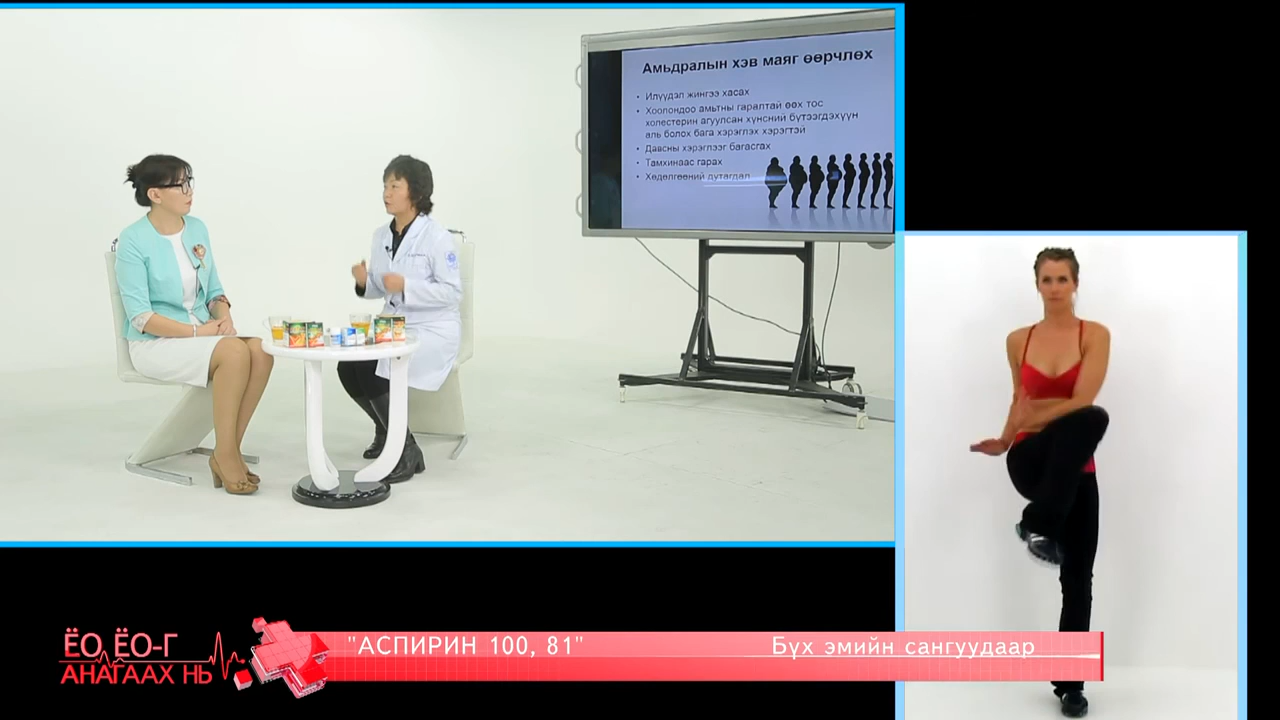 Амьдралын хэв маяг өөрчлөх
• Илүүдэл жингээ хасах
• Хоолондоо амьтны гаралтай өөх тос
холестерин агуулсан хүнсний бүтээгдэхүүн
аль болох бага хэрэглэх хэрэгтэй
• Давсны хэрэглээг багасгах
• Тамхинаас гарах
• Хөдөлгөөний дутагдал
ЁО, ЁО-Г
АНАГААХ НЬ
"АСПИРИН 100, 81" Бүх эмийн сангуудаар